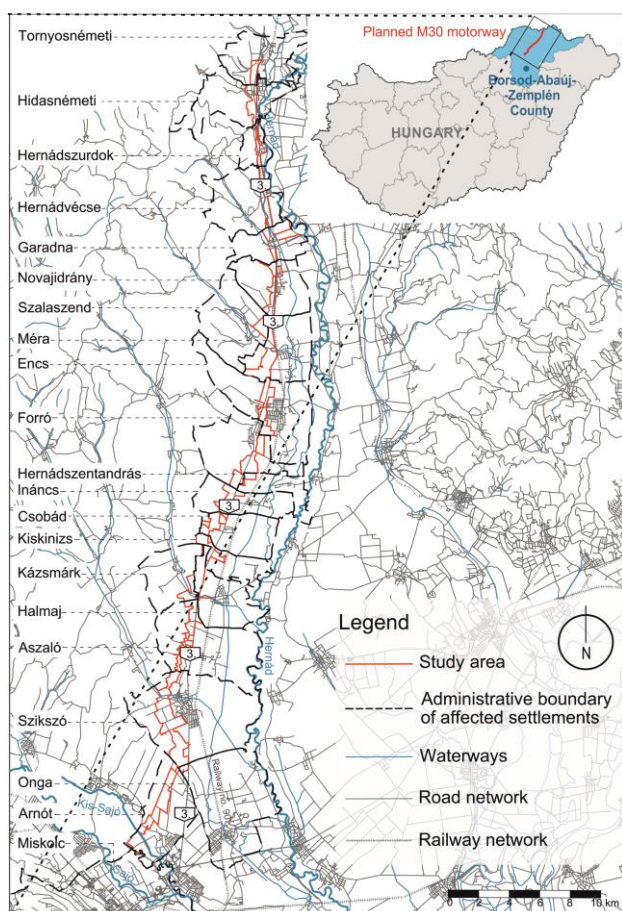 Tornyosnémeti
Hidasnémeti
Hernádszurdok
Hernádvécse
Garadna
Novajidrány
Szalaszend
Méra
Encs
Forró
Hernádszentandrás
Ináncs
Csobád
Kiskinizs
Kázsmárk
Halmaj
Aszaló
Szikszó
Onga
Arnót
Miskolc
Planned M30 motorway
Borsod-Abaúj-
-Zemplén
County
HUNGARY
Hernád
3
3
3
3
3
Hernád
Kis Sajó
Sajó
Railway no. 90
Legend
N
Study area
Administrative boundary
of affected settlements
Waterways
Road network
Railway network
0 2 4 6 8 10 km